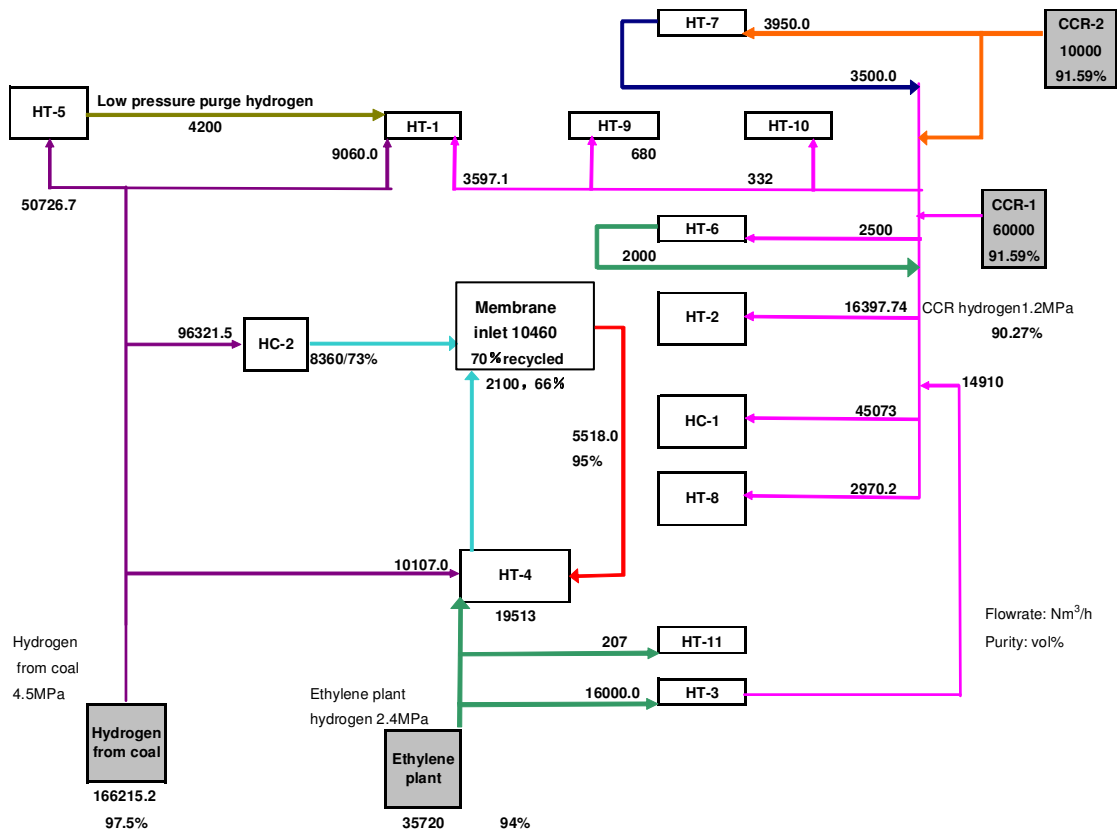 HT-7
3950.0
CCR-2
10000
91.59%
3500.0
HT-5
Low pressure purge hydrogen
4200
HT-1
HT-9
HT-10
9060.0
680
3597.1
332
50726.7
CCR-1
60000
91.59%
HT-6
2500
2000
Membrane
inlet 10460
70%recycled
2100，66%
HT-2
16397.74
CCR hydrogen1.2MPa
90.27%
96321.5
HC-2
8360/73%
14910
HC-1
45073
5518.0
95%
HT-8
2970.2
10107.0
HT-4
19513
Flowrate: Nm³/h
Purity: vol%
Hydrogen
from coal
4.5MPa
207
HT-11
Ethylene plant
hydrogen 2.4MPa
16000.0
HT-3
Hydrogen
from coal
166215.2
97.5%
Ethylene
plant
35720
94%